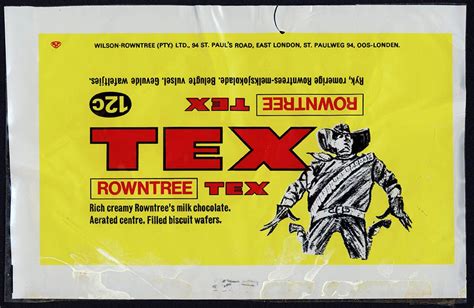 WILSON-ROWNTREE (PTY) LTD., 94 ST. PAUL'S ROAD, EAST LONDON, ST. PAULWEG 94, OOS-LONDEN.
Ryk, romerige Rowntrees-melksjokolade. Belugte vulsel. Gevulde wafeltjies.
12c
TEX
ROWNTREE
TEX
ROWNTREE TEX
Rich creamy Rowntree's milk chocolate.
Aerated centre. Filled biscuit wafers.